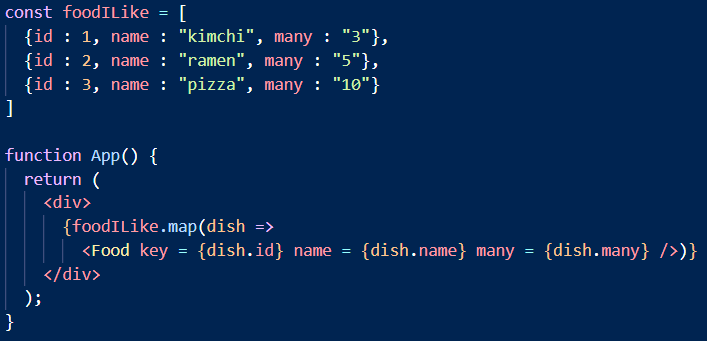 const foodILike = [
  {id : 1, name : "kimchi", many : "3"},
  {id : 2, name : "ramen", many : "5"},
  {id : 3, name : "pizza", many : "10"}
]

function App() {
  return (
    <div>
      {foodILike.map(dish =>
        <Food key = {dish.id} name = {dish.name} many = {dish.many} />)}
    </div>
  );
}